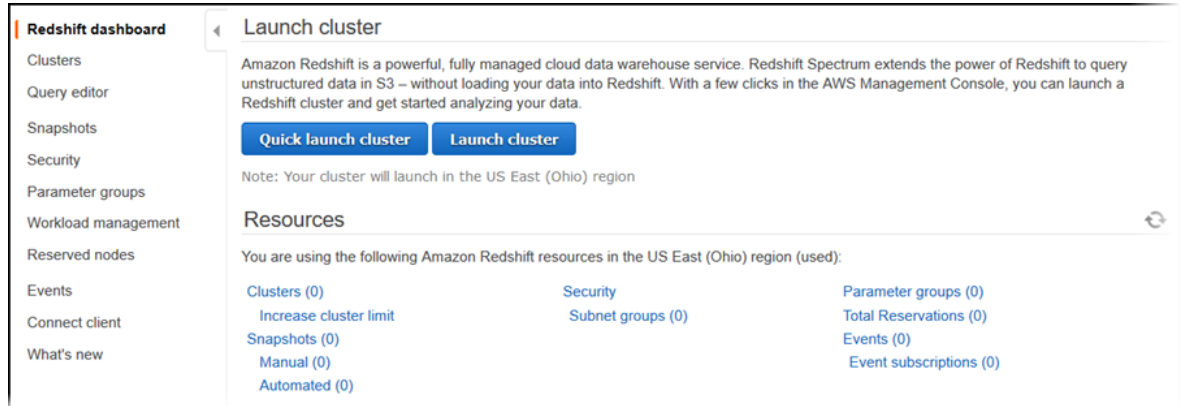 Redshift dashboard
Clusters
Query editor
Snapshots
Security
Parameter groups
Workload management
Reserved nodes
Events
Connect client
What's new
Launch cluster
Amazon Redshift is a powerful, fully managed cloud data warehouse service. Redshift Spectrum extends the power of Redshift to query
unstructured data in S3 – without loading your data into Redshift. With a few clicks in the AWS Management Console, you can launch a
Redshift cluster and get started analyzing your data.
Quick launch cluster
Launch cluster
Note: Your cluster will launch in the US East (Ohio) region
Resources
You are using the following Amazon Redshift resources in the US East (Ohio) region (used):
Clusters (0)
Increase cluster limit
Snapshots (0)
Manual (0)
Automated (0)
Security
Subnet groups (0)
Parameter groups (0)
Total Reservations (0)
Events (0)
Event subscriptions (0)